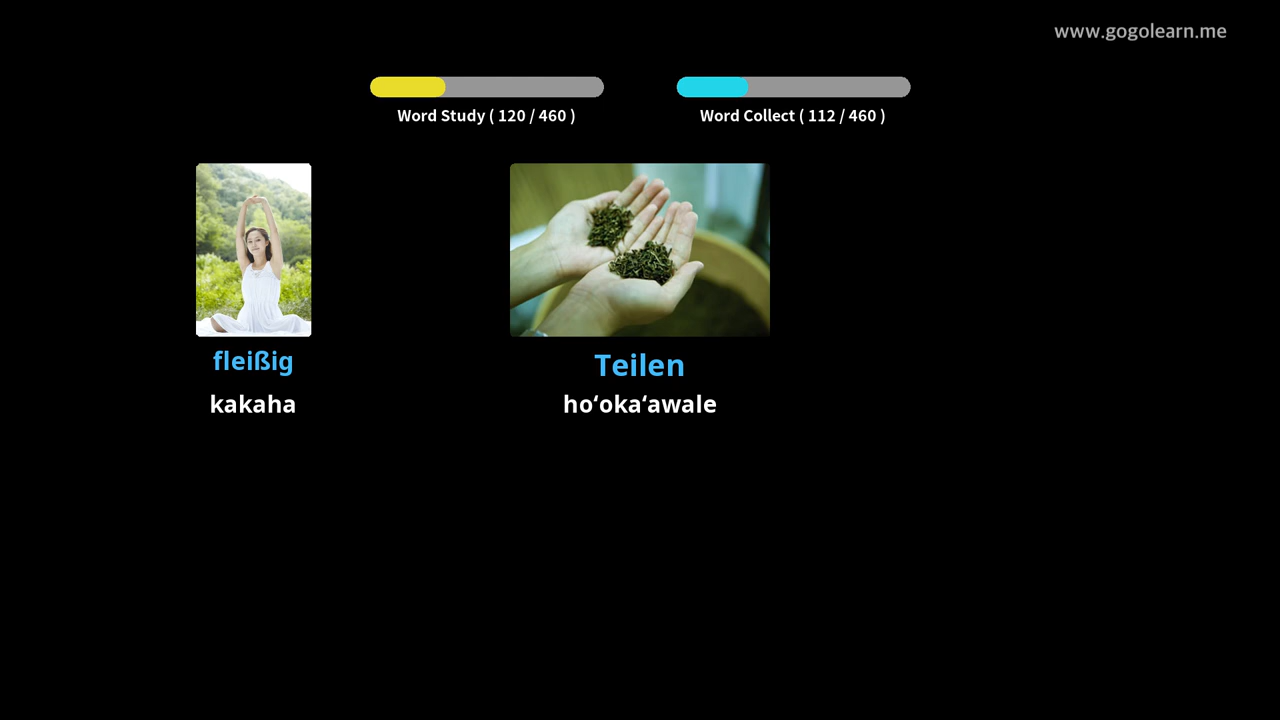 www.gogolearn.me
Word Study ( 120 / 460 )
Word Collect ( 112 / 460 )
fleißig
kakaha
Teilen
hoʻokaʻawale